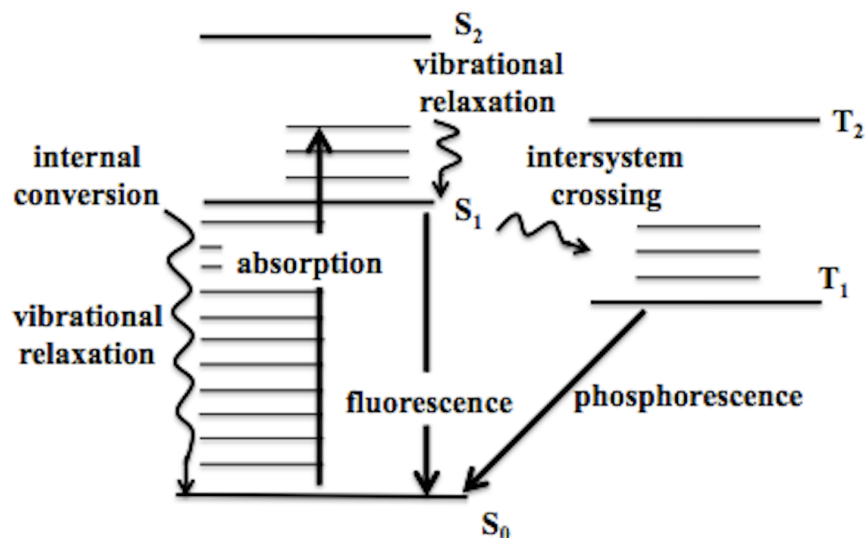 S₂
vibrational
relaxation
T₂
internal
conversion
intersystem
crossing
S₁
absorption
T₁
vibrational
relaxation
fluorescence
phosphorescence
S₀